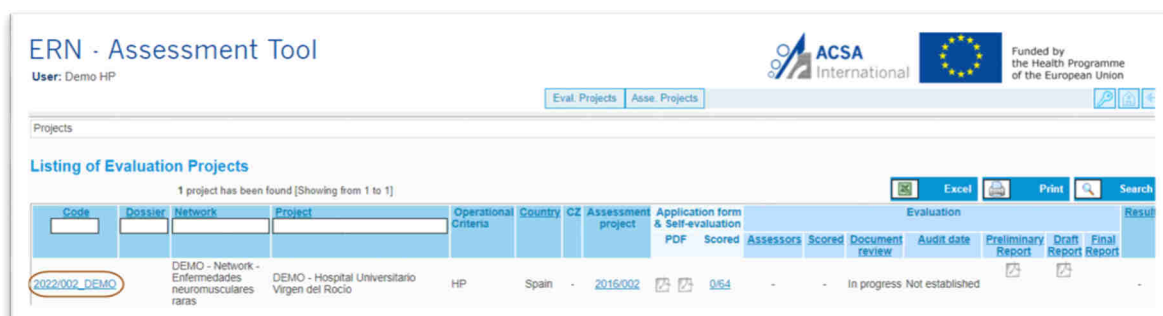 ERN - Assessment Tool
User: Demo HP
ACSA
International
Funded by
the Health Programme
of the European Union
Eval. Projects Asse. Projects
Projects
Listing of Evaluation Projects
1 project has been found [Showing from 1 to 1]
Excel Print Search
Code Dossier Network Project Operational Criteria Country CZ Assessment project Application form & Self-evaluation Evaluation Result
PDF Scored Assessors Scored Document review Audit date Preliminary Report Draft Report Final Report
2022/002_DEMO DEMO - Network - Enfermedades neuromusculares raras DEMO - Hospital Universitario Virgen del Rocío HP Spain - 2016/002 0/64 - - In progress Not established -